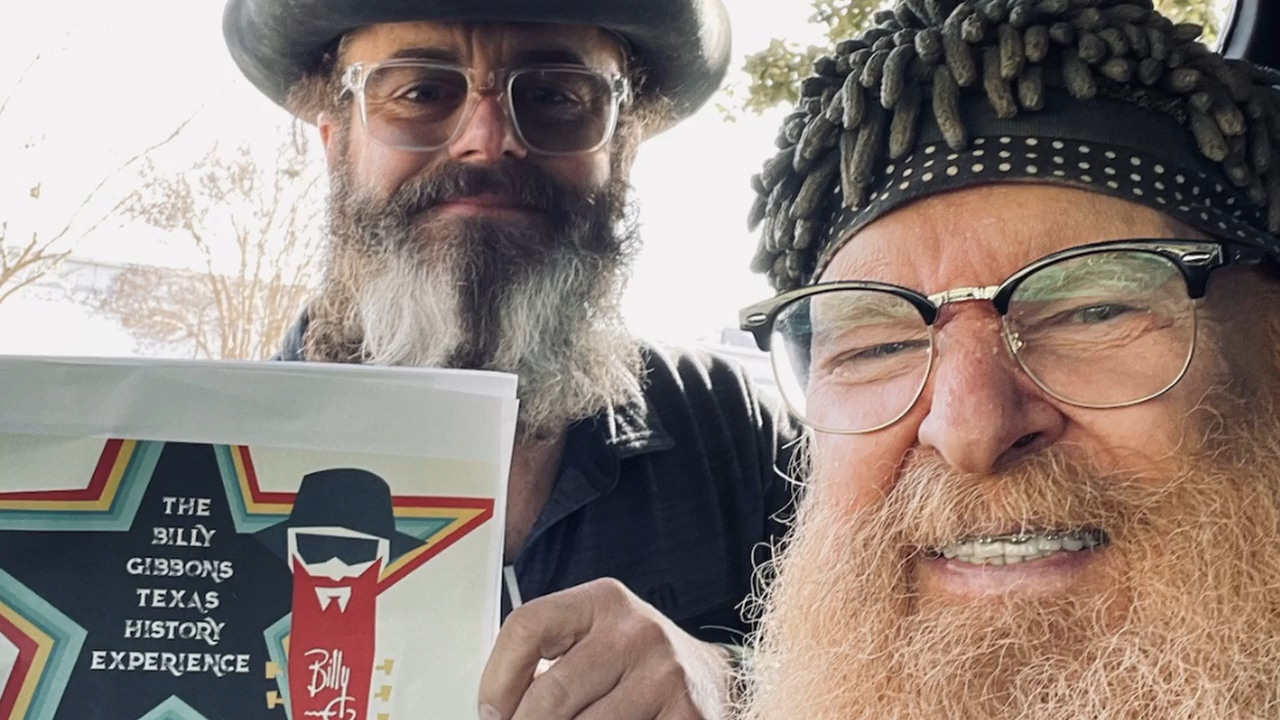 THE
BILLY
GIBBONS
TEXAS
HISTORY
EXPERIENCE
Billy